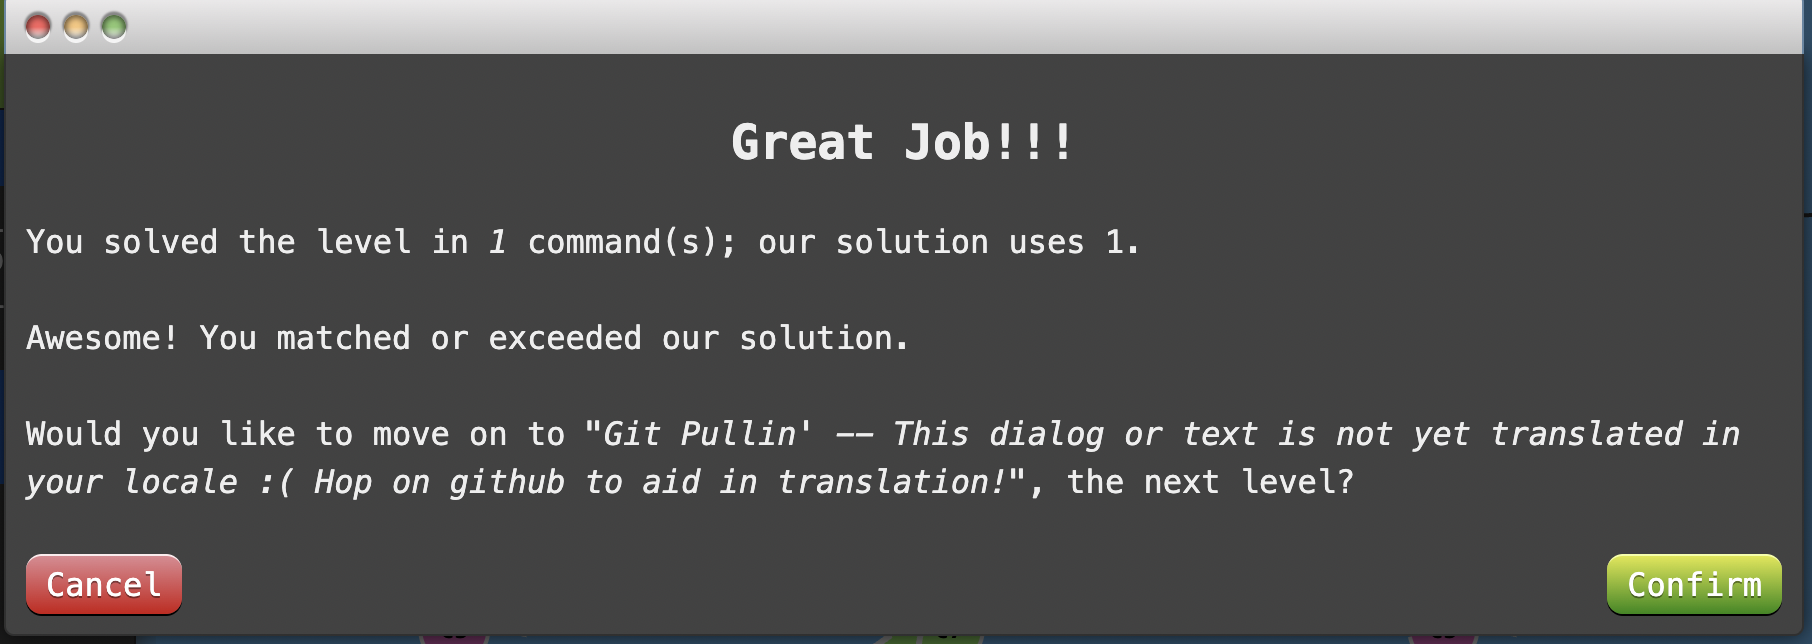 Great Job!!!
You solved the level in 1 command(s); our solution uses 1.
Awesome! You matched or exceeded our solution.
Would you like to move on to "Git Pullin' -- This dialog or text is not yet translated in
your locale :( Hop on github to aid in translation!", the next level?
Cancel
Confirm